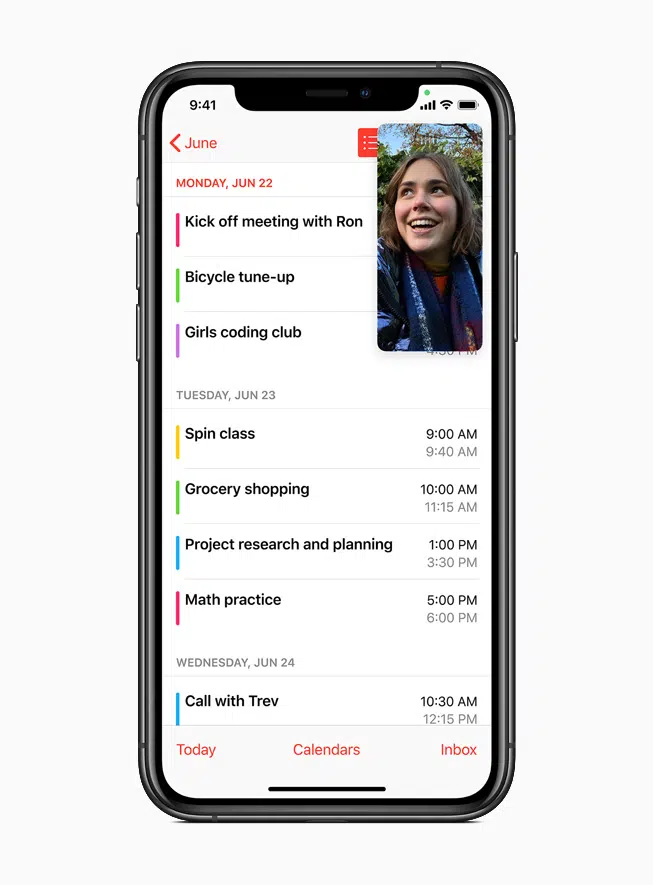 9:41
June
MONDAY, JUN 22
Kick off meeting with Ron
Bicycle tune-up
Girls coding club
4:30 PM
TUESDAY, JUN 23
Spin class 9:00 AM
9:40 AM
Grocery shopping 10:00 AM
11:15 AM
Project research and planning 1:00 PM
3:30 PM
Math practice 5:00 PM
6:00 PM
WEDNESDAY, JUN 24
Call with Trev 10:30 AM
12:15 PM
Today Calendars Inbox